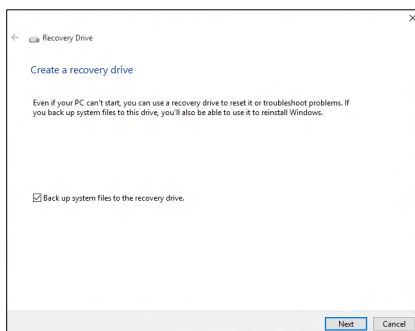 Recovery Drive
Create a recovery drive
Even if your PC can't start, you can use a recovery drive to reset it or troubleshoot problems. If
you back up system files to this drive, you'll also be able to use it to reinstall Windows.
Back up system files to the recovery drive.
Next Cancel